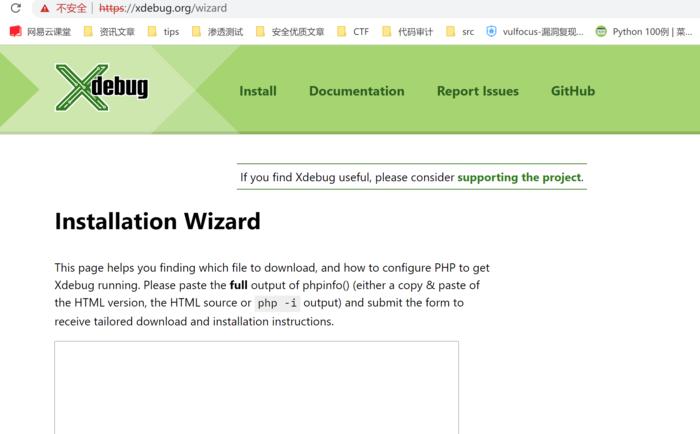 不安全 | https://xdebug.org/wizard
网易云课堂 资讯文章 tips 渗透测试 安全优质文章 CTF 代码审计 src vulfocus-漏洞复现... Python 100例 | 菜...
Xdebug Install Documentation Report Issues GitHub
If you find Xdebug useful, please consider supporting the project.
Installation Wizard
This page helps you finding which file to download, and how to configure PHP to get
Xdebug running. Please paste the full output of phpinfo() (either a copy & paste of
the HTML version, the HTML source or php -i output) and submit the form to
receive tailored download and installation instructions.